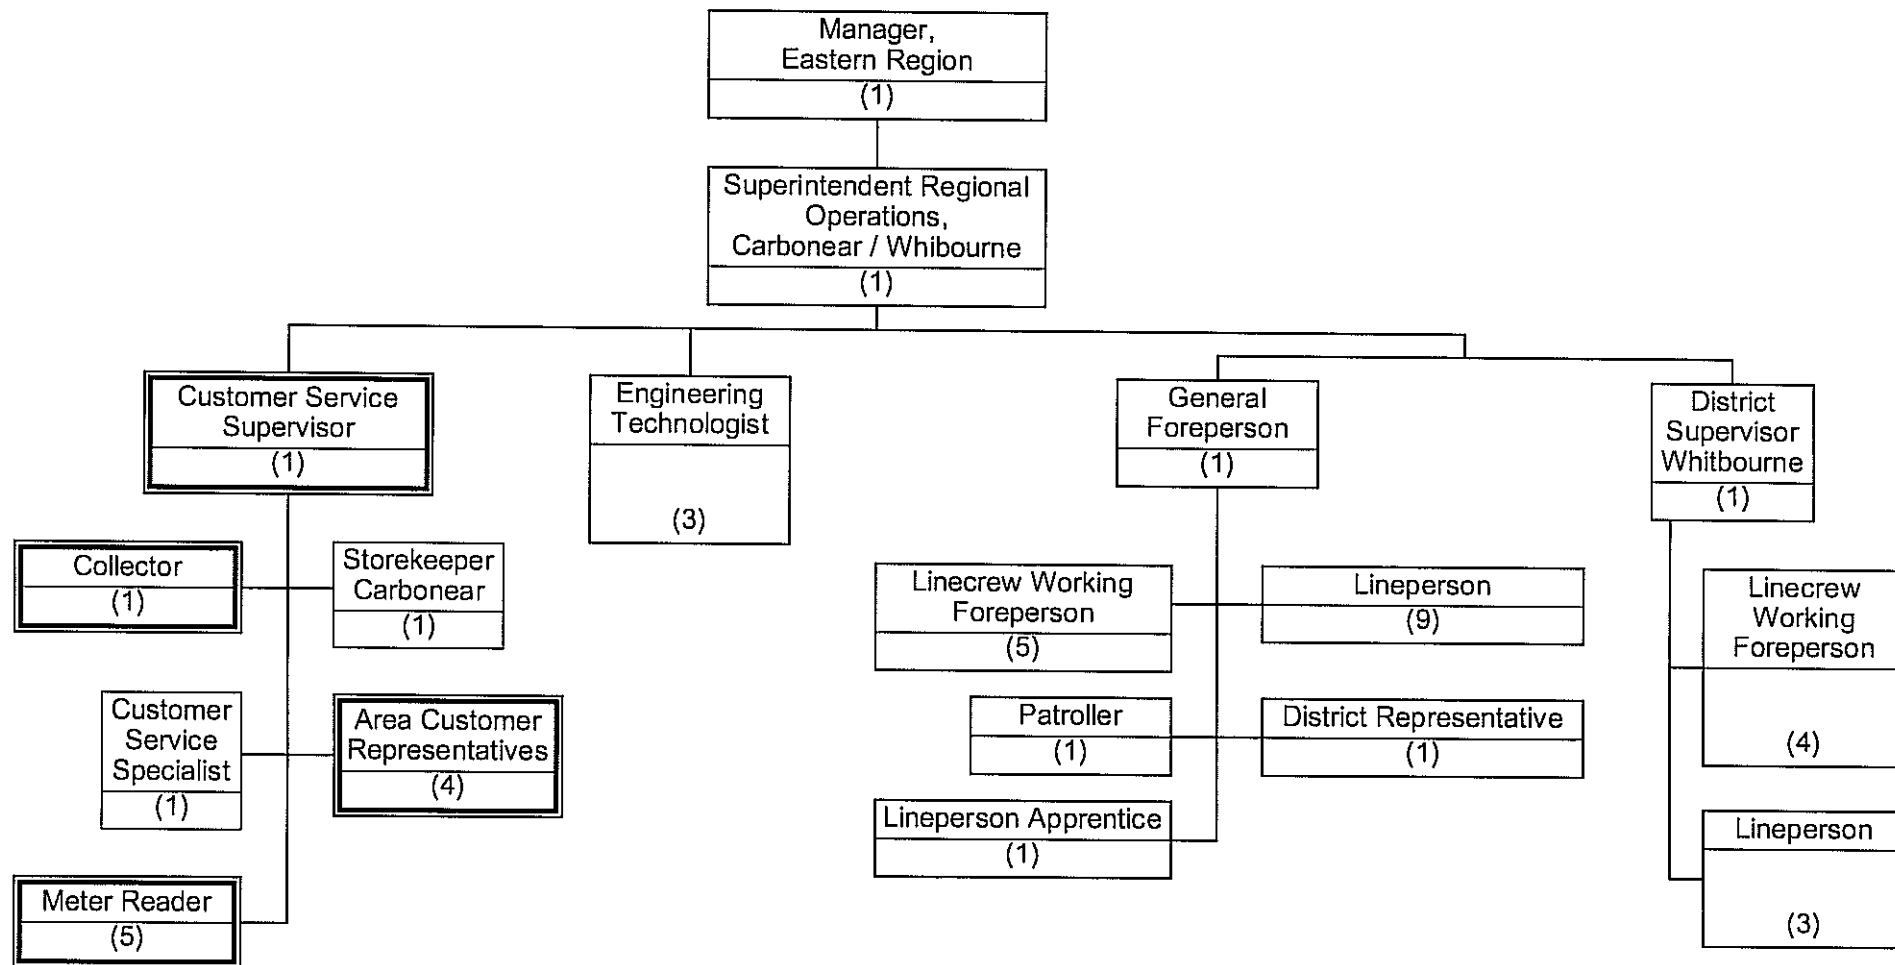 Manager,
Eastern Region
(1)
Superintendent Regional
Operations,
Carbonear / Whibourne
(1)
Customer Service
Supervisor
(1)
Engineering
Technologist
(3)
General
Foreperson
(1)
District
Supervisor
Whitbourne
(1)
Collector
(1)
Storekeeper
Carbonear
(1)
Customer
Service
Specialist
(1)
Area Customer
Representatives
(4)
Meter Reader
(5)
Linecrew Working
Foreperson
(5)
Lineperson
(9)
Patroller
(1)
District Representative
(1)
Lineperson Apprentice
(1)
Linecrew
Working
Foreperson
(4)
Lineperson
(3)